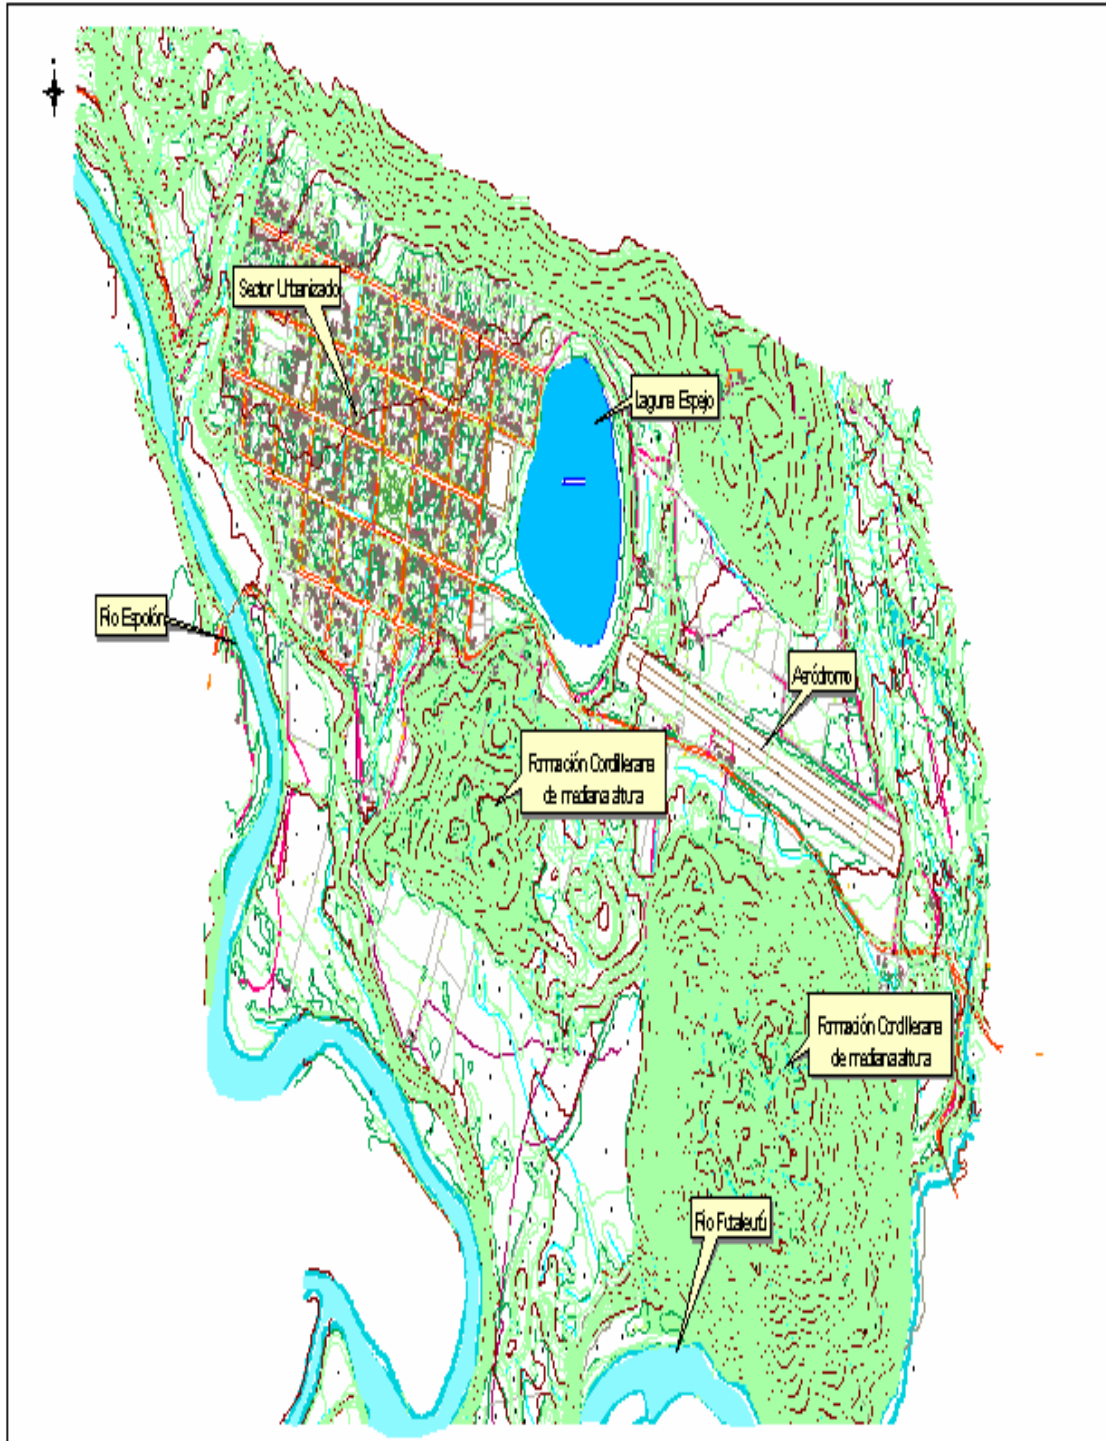 Sector Urbanizado
Laguna Espejo
Río Espolón
Aeródromo
Formación Cordillerana
de mediana altura
Formación Cordillerana
de mediana altura
Río Futaleufú